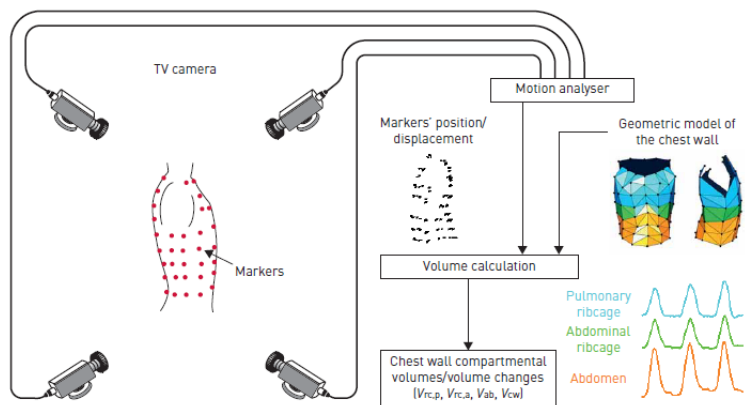 TV camera
Motion analyser
Markers' position/
displacement
Geometric model of
the chest wall
Markers
Volume calculation
Pulmonary
ribcage
Abdominal
ribcage
Abdomen
Chest wall compartmental
volumes/volume changes
(Vrc,p, Vrc,a, Vab, Vcw)